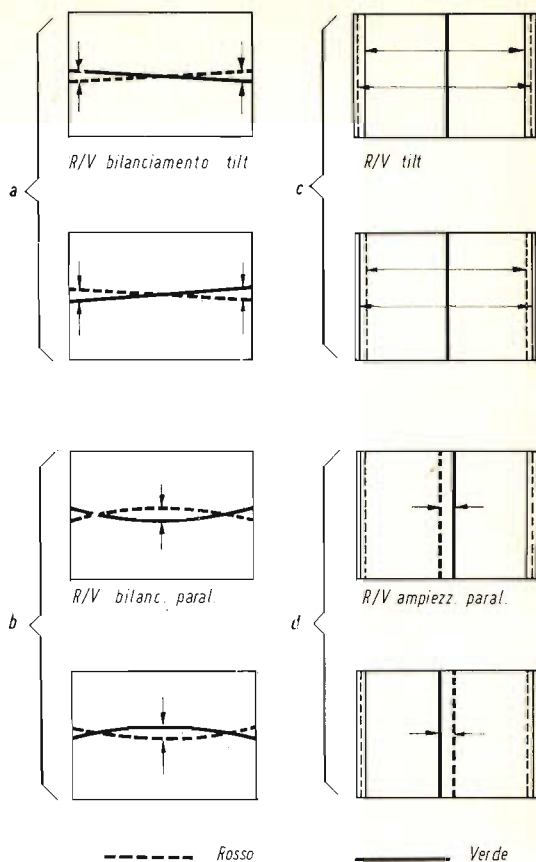 a
R/V bilanciamento tilt
c
R/V tilt
b
R/V bilanc. paral.
d
R/V ampiezz. paral.
Rosso
Verde